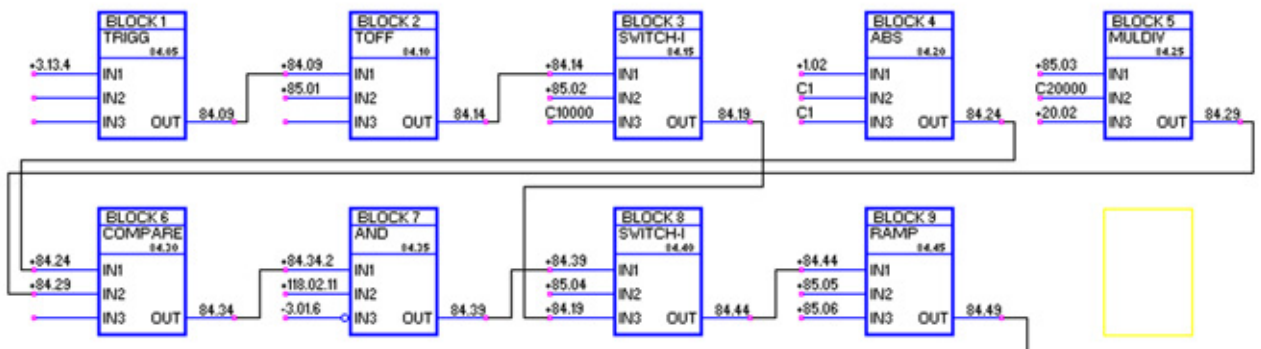 BLOCK 1 BLOCK 2 BLOCK 3 BLOCK 4 BLOCK 5
TRIGG TOFF SWITCH-I ABS MULDIV
84.05 84.10 84.15 84.20 84.25
+3.13.4 IN1 +84.09 IN1 +84.14 IN1 +1.02 IN1 +85.03 IN1
IN2 +85.01 IN2 +85.02 IN2 C1 IN2 C20000 IN2
IN3 OUT 84.09 IN3 OUT 84.14 C10000 IN3 OUT 84.19 C1 IN3 OUT 84.24 +20.02 IN3 OUT 84.29
BLOCK 6 BLOCK 7 BLOCK 8 BLOCK 9
COMPARE AND SWITCH-I RAMP
84.30 84.35 84.40 84.45
+84.24 IN1 +84.34.2 IN1 +84.39 IN1 +84.44 IN1
+84.29 IN2 +118.02.11 IN2 +85.04 IN2 +85.05 IN2
IN3 OUT 84.34 -3.01.6 IN3 OUT 84.39 +84.19 IN3 OUT 84.44 +85.06 IN3 OUT 84.49